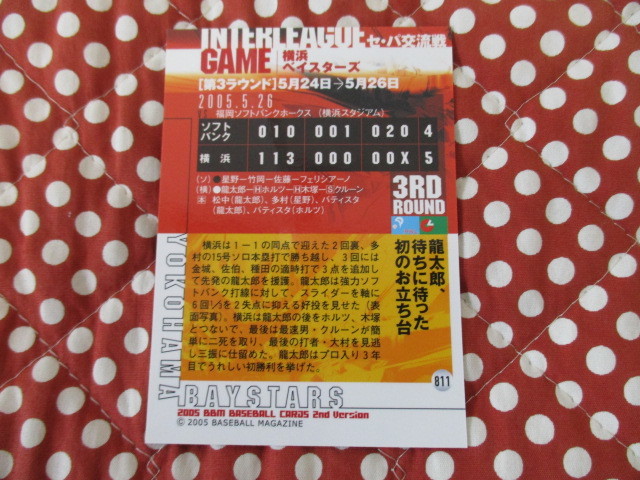 INTERLEAGUE セ・パ交流戦
GAME 横浜
ベイスターズ
[第3ラウンド]5月24日→5月26日
2005.5.26
福岡ソフトバンクホークス (横浜スタジアム)
ソフトバンク 010 001 020 4
横浜 113 000 00X 5
(ソ)●星野ー竹岡ー佐藤ーフェリシアーノ
(横)○龍太郎ーHホルツーH木塚ーSクルーン
(本) 松中(龍太郎)、多村(星野)、バティスタ
(龍太郎)、バティスタ(ホルツ)
3RD
ROUND
龍太郎、
待ちに待った
初のお立ち台
横浜は1ー1の同点で迎えた2回裏、多
村の15号ソロ本塁打で勝ち越し、3回には
金城、佐伯、種田の適時打で3点を追加し
て先発の龍太郎を援護。龍太郎は強力ソフ
トバンク打線に対して、スライダーを軸に
6回⅓を2失点に抑える好投を見せた(表
面写真)。横浜は龍太郎の後をホルツ、木塚
とつないで、最後は最速男・クルーンが簡
単に二死を取り、最後の打者・大村を見逃
し三振に仕留めた。龍太郎はプロ入り3年
目でうれしい初勝利を挙げた。
YOKOHAMA
BAYSTARS
811
2005 BBM BASEBALL CARDS 2nd Version
© 2005 BASEBALL MAGAZINE